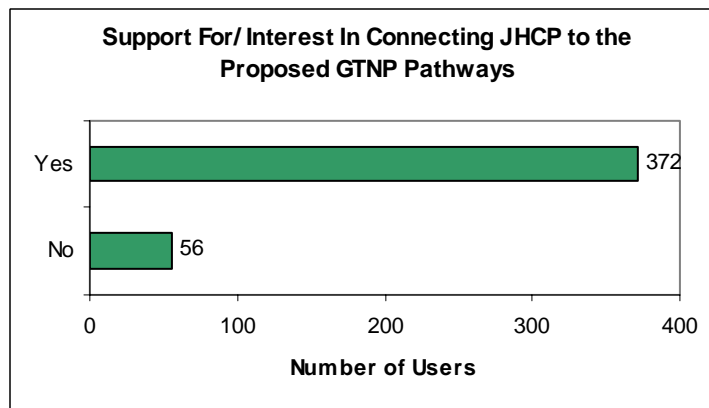 Support For/ Interest In Connecting JHCP to the
Proposed GTNP Pathways
Yes
372
No
56
0 100 200 300 400
Number of Users